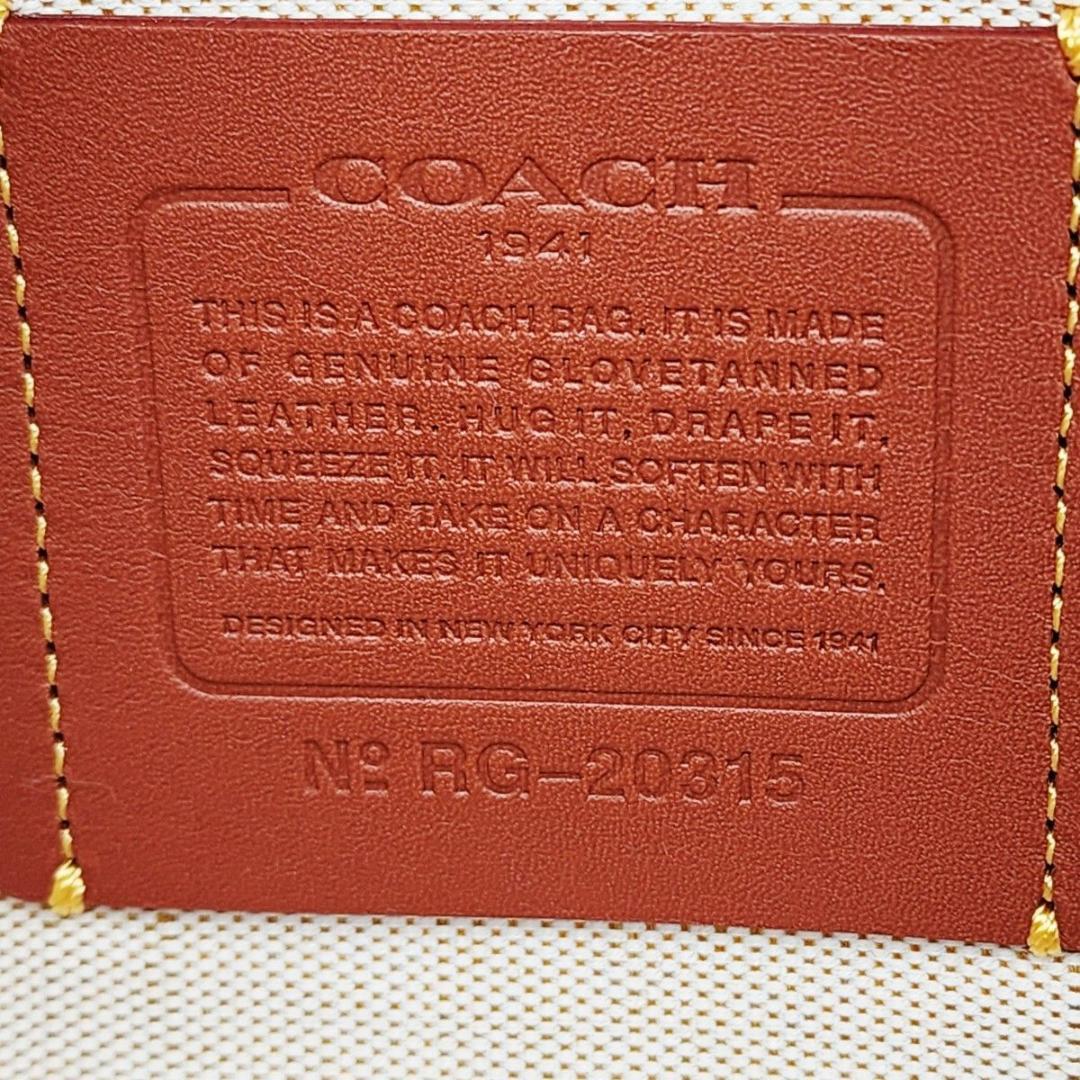 COACH
1941
THIS IS A COACH BAG. IT IS MADE
OF GENUINE GLOVETANNED
LEATHER. HUG IT, DRAPE IT,
SQUEEZE IT. IT WILL SOFTEN WITH
TIME AND TAKE ON A CHARACTER
THAT MAKES IT UNIQUELY YOURS.
DESIGNED IN NEW YORK CITY SINCE 1941
Nº RG-20315